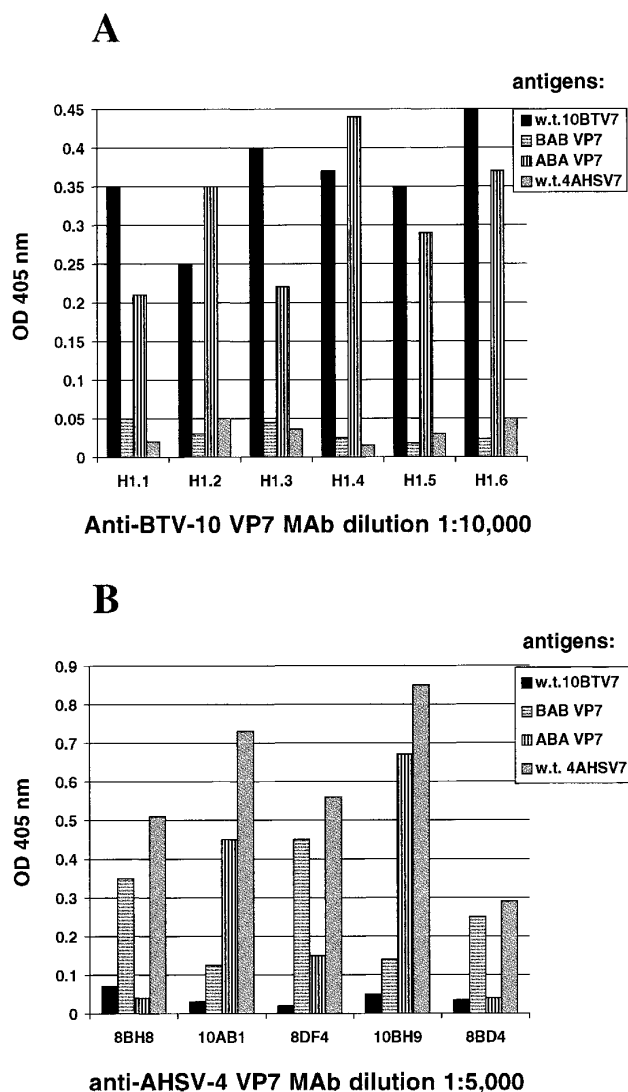 A
antigens:
w.t.10BTV7
BAB VP7
ABA VP7
w.t.4AHSV7
OD 405 nm
0.45
0.4
0.35
0.3
0.25
0.2
0.15
0.1
0.05
0
H1.1 H1.2 H1.3 H1.4 H1.5 H1.6
Anti-BTV-10 VP7 MAb dilution 1:10,000
B
antigens:
w.t.10BTV7
BAB VP7
ABA VP7
w.t. 4AHSV7
OD 405 nm
0.9
0.8
0.7
0.6
0.5
0.4
0.3
0.2
0.1
0
8BH8 10AB1 8DF4 10BH9 8BD4
anti-AHSV-4 VP7 MAb dilution 1:5,000